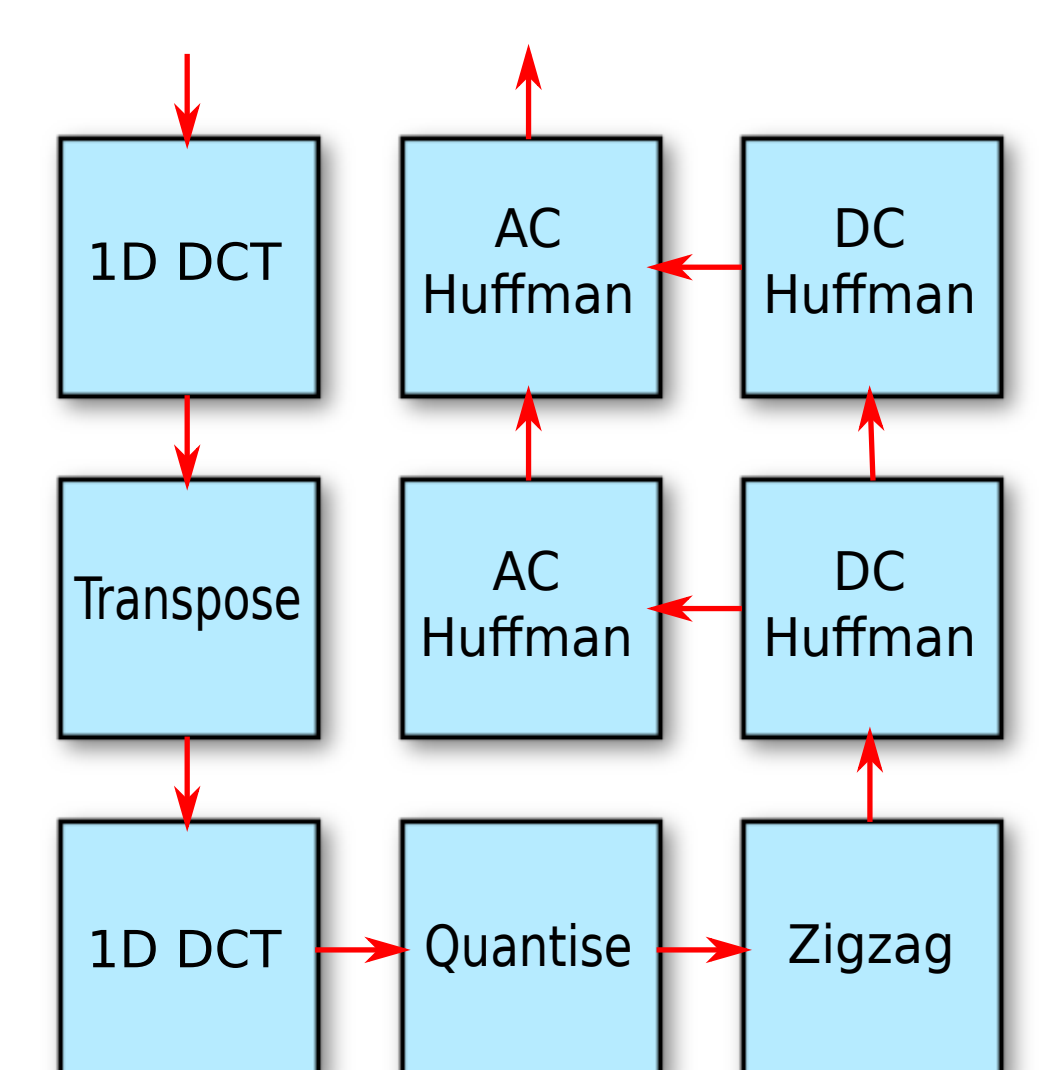 1D DCT
AC
Huffman
DC
Huffman
Transpose
AC
Huffman
DC
Huffman
1D DCT
Quantise
Zigzag